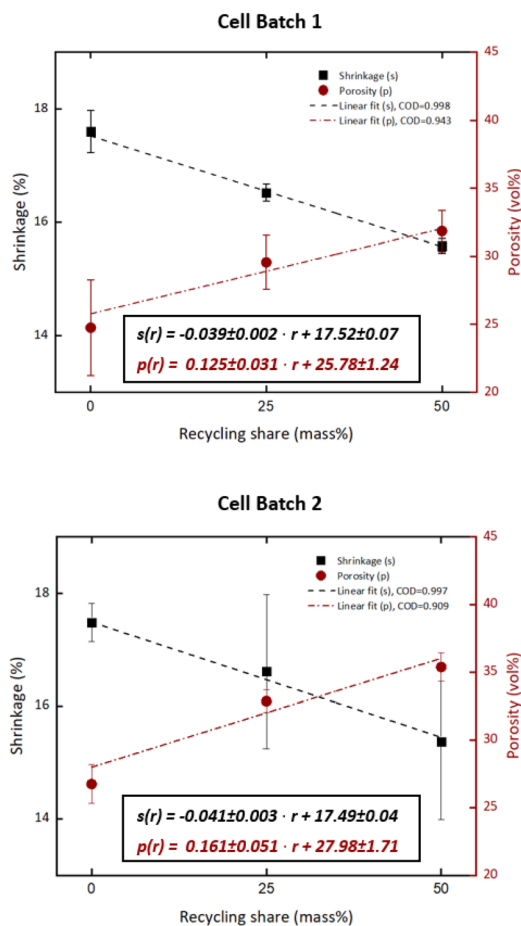 Cell Batch 1
45
Shrinkage (s)
Porosity (p)
Linear fit (s), COD=0.998
Linear fit (p), COD=0.943
18
40
Shrinkage (%)
16
35
Porosity (vol%)
30
14
25
s(r) = -0.039±0.002 · r + 17.52±0.07
p(r) = 0.125±0.031 · r + 25.78±1.24
20
0
25
50
Recycling share (mass%)
Cell Batch 2
45
Shrinkage (s)
Porosity (p)
Linear fit (s), COD=0.997
Linear fit (p), COD=0.909
18
40
Shrinkage (%)
16
35
Porosity (vol%)
30
14
25
s(r) = -0.041±0.003 · r + 17.49±0.04
p(r) = 0.161±0.051 · r + 27.98±1.71
20
0
25
50
Recycling share (mass%)